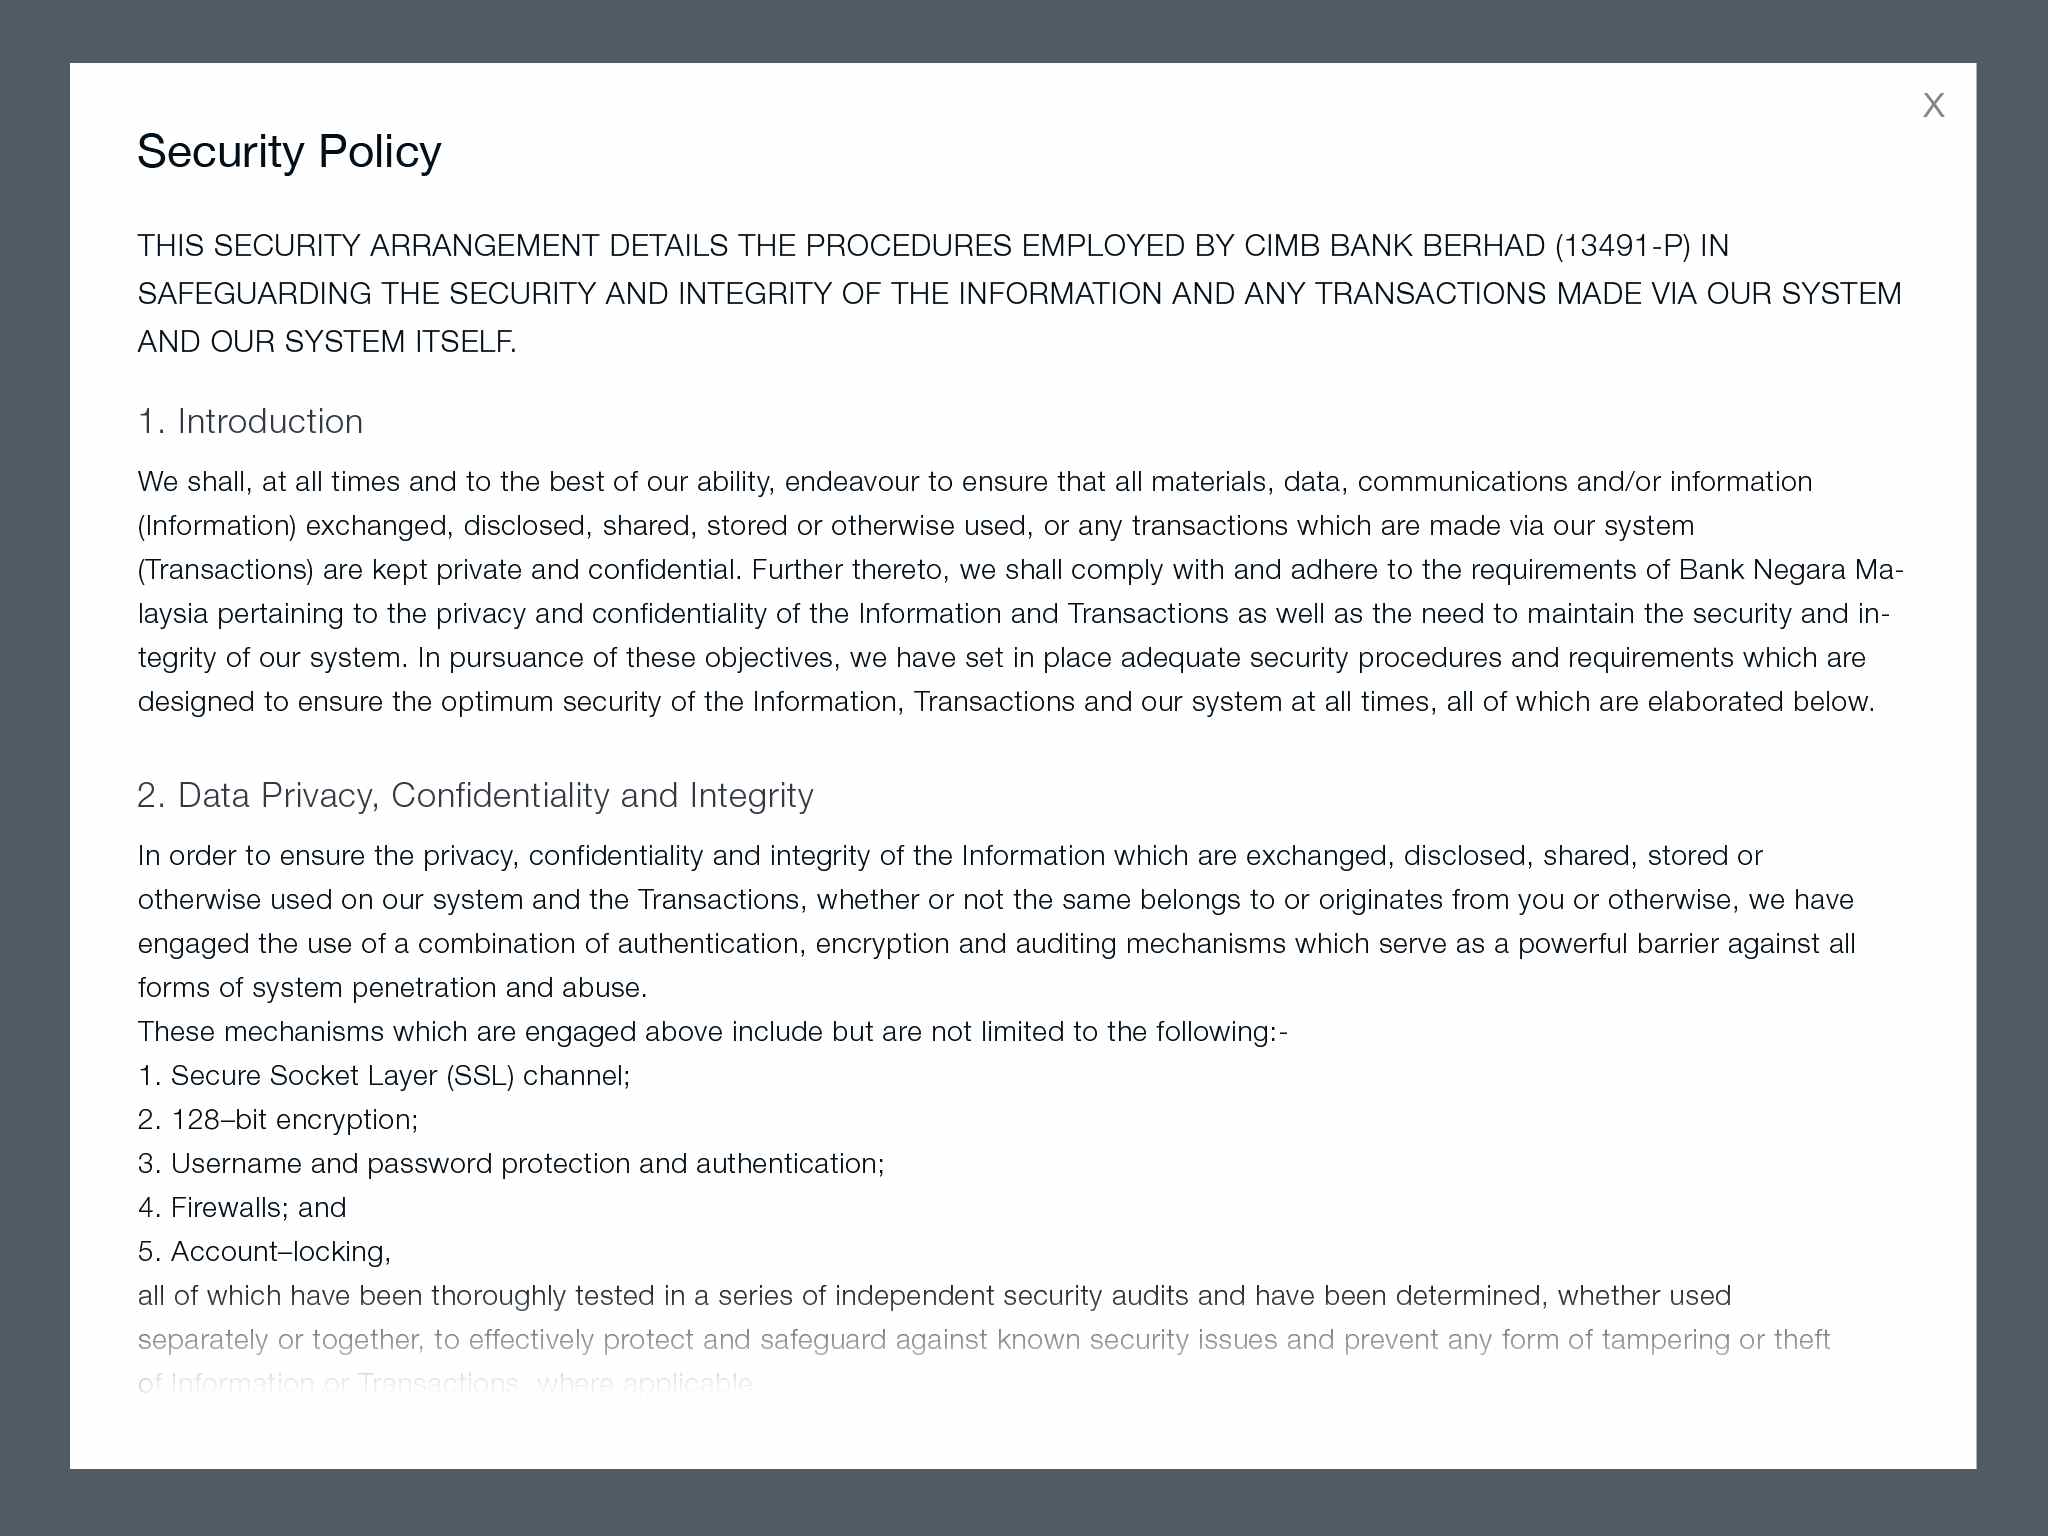 X
Security Policy
THIS SECURITY ARRANGEMENT DETAILS THE PROCEDURES EMPLOYED BY CIMB BANK BERHAD (13491-P) IN
SAFEGUARDING THE SECURITY AND INTEGRITY OF THE INFORMATION AND ANY TRANSACTIONS MADE VIA OUR SYSTEM
AND OUR SYSTEM ITSELF.
1. Introduction
We shall, at all times and to the best of our ability, endeavour to ensure that all materials, data, communications and/or information
(Information) exchanged, disclosed, shared, stored or otherwise used, or any transactions which are made via our system
(Transactions) are kept private and confidential. Further thereto, we shall comply with and adhere to the requirements of Bank Negara Ma-
laysia pertaining to the privacy and confidentiality of the Information and Transactions as well as the need to maintain the security and in-
tegrity of our system. In pursuance of these objectives, we have set in place adequate security procedures and requirements which are
designed to ensure the optimum security of the Information, Transactions and our system at all times, all of which are elaborated below.
2. Data Privacy, Confidentiality and Integrity
In order to ensure the privacy, confidentiality and integrity of the Information which are exchanged, disclosed, shared, stored or
otherwise used on our system and the Transactions, whether or not the same belongs to or originates from you or otherwise, we have
engaged the use of a combination of authentication, encryption and auditing mechanisms which serve as a powerful barrier against all
forms of system penetration and abuse.
These mechanisms which are engaged above include but are not limited to the following:-
1. Secure Socket Layer (SSL) channel;
2. 128–bit encryption;
3. Username and password protection and authentication;
4. Firewalls; and
5. Account–locking,
all of which have been thoroughly tested in a series of independent security audits and have been determined, whether used
separately or together, to effectively protect and safeguard against known security issues and prevent any form of tampering or theft
of Information or Transactions, where applicable